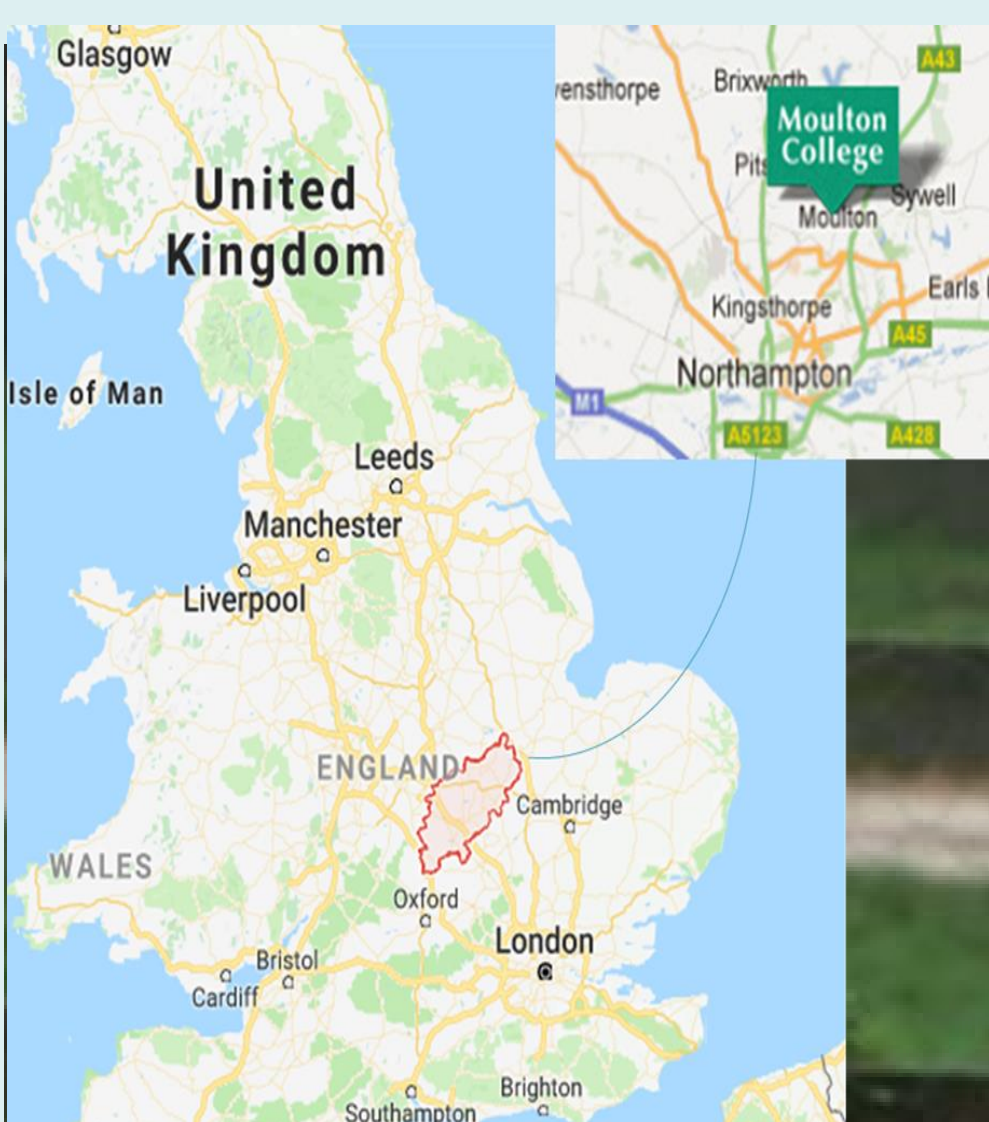 Glasgow
United
Kingdom
Isle of Man
Leeds
Manchester
Liverpool
ENGLAND
Cambridge
WALES
Oxford
London
Bristol
Cardiff
Brighton
Southampton
A43
Brixworth
Moulton
College
Sywell
Moulton
Kingsthorpe
Earls
A45
Northampton
M1
A5123
A428